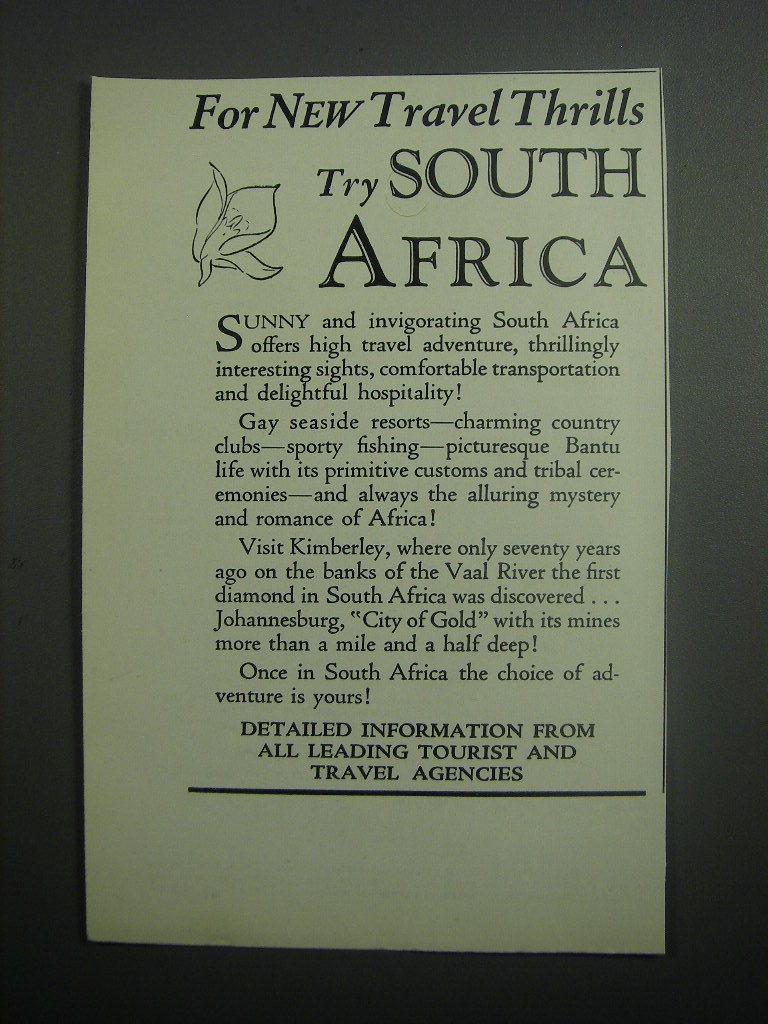 For NEW Travel Thrills
Try SOUTH
AFRICA
SUNNY and invigorating South Africa
offers high travel adventure, thrillingly
interesting sights, comfortable transportation
and delightful hospitality!
Gay seaside resorts—charming country
clubs—sporty fishing—picturesque Bantu
life with its primitive customs and tribal cer-
emonies—and always the alluring mystery
and romance of Africa!
Visit Kimberley, where only seventy years
ago on the banks of the Vaal River the first
diamond in South Africa was discovered . . .
Johannesburg, "City of Gold" with its mines
more than a mile and a half deep!
Once in South Africa the choice of ad-
venture is yours!
DETAILED INFORMATION FROM
ALL LEADING TOURIST AND
TRAVEL AGENCIES